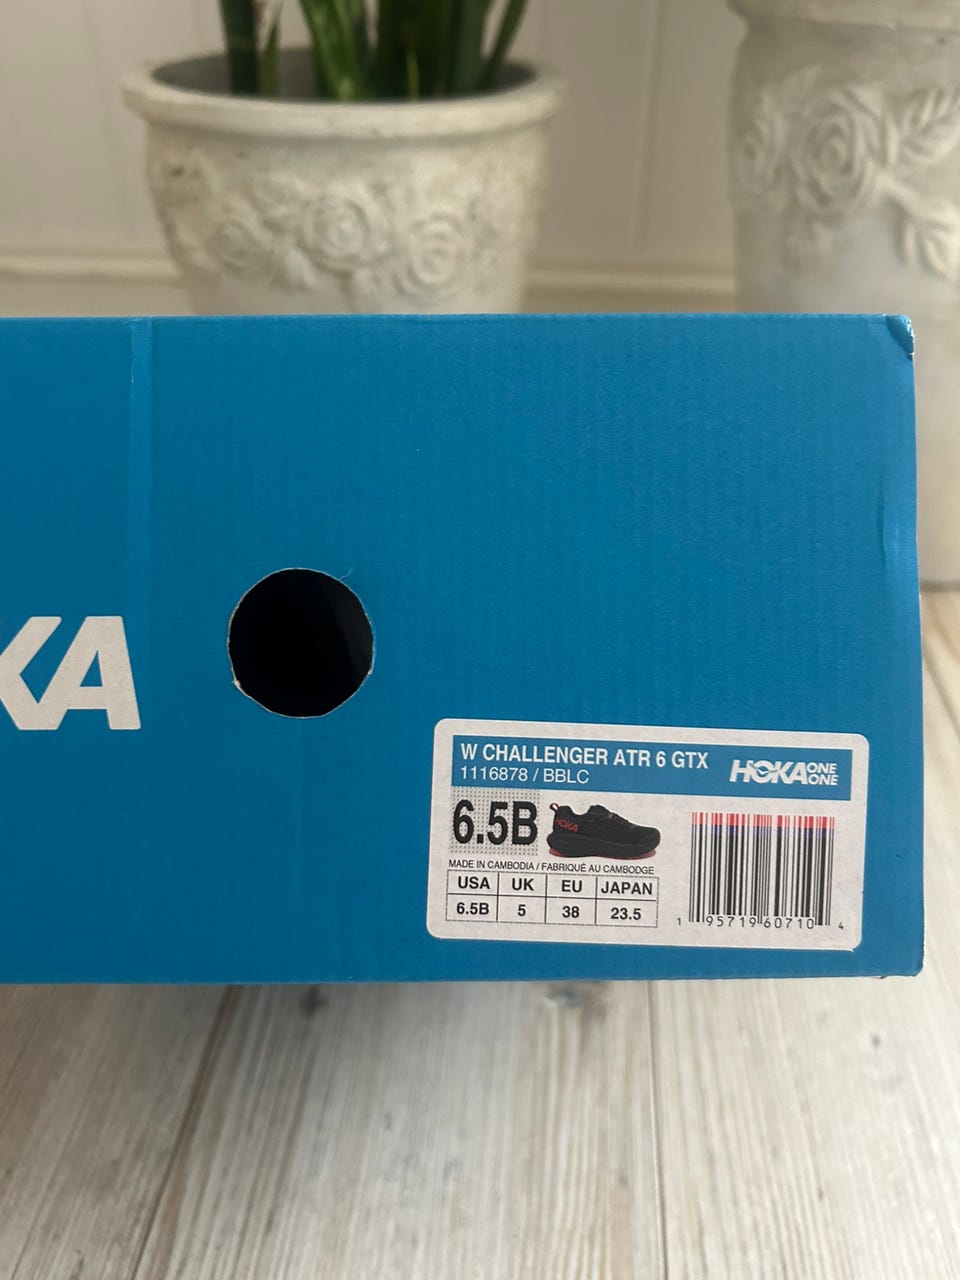 KA
W CHALLENGER ATR 6 GTX
1116878 / BBLC
HOKA ONE ONE
6.5B
HOKA
MADE IN CAMBODIA / FABRIQUÉ AU CAMBODGE
USA UK EU JAPAN
6.5B 5 38 23.5
1 95719 60710 4